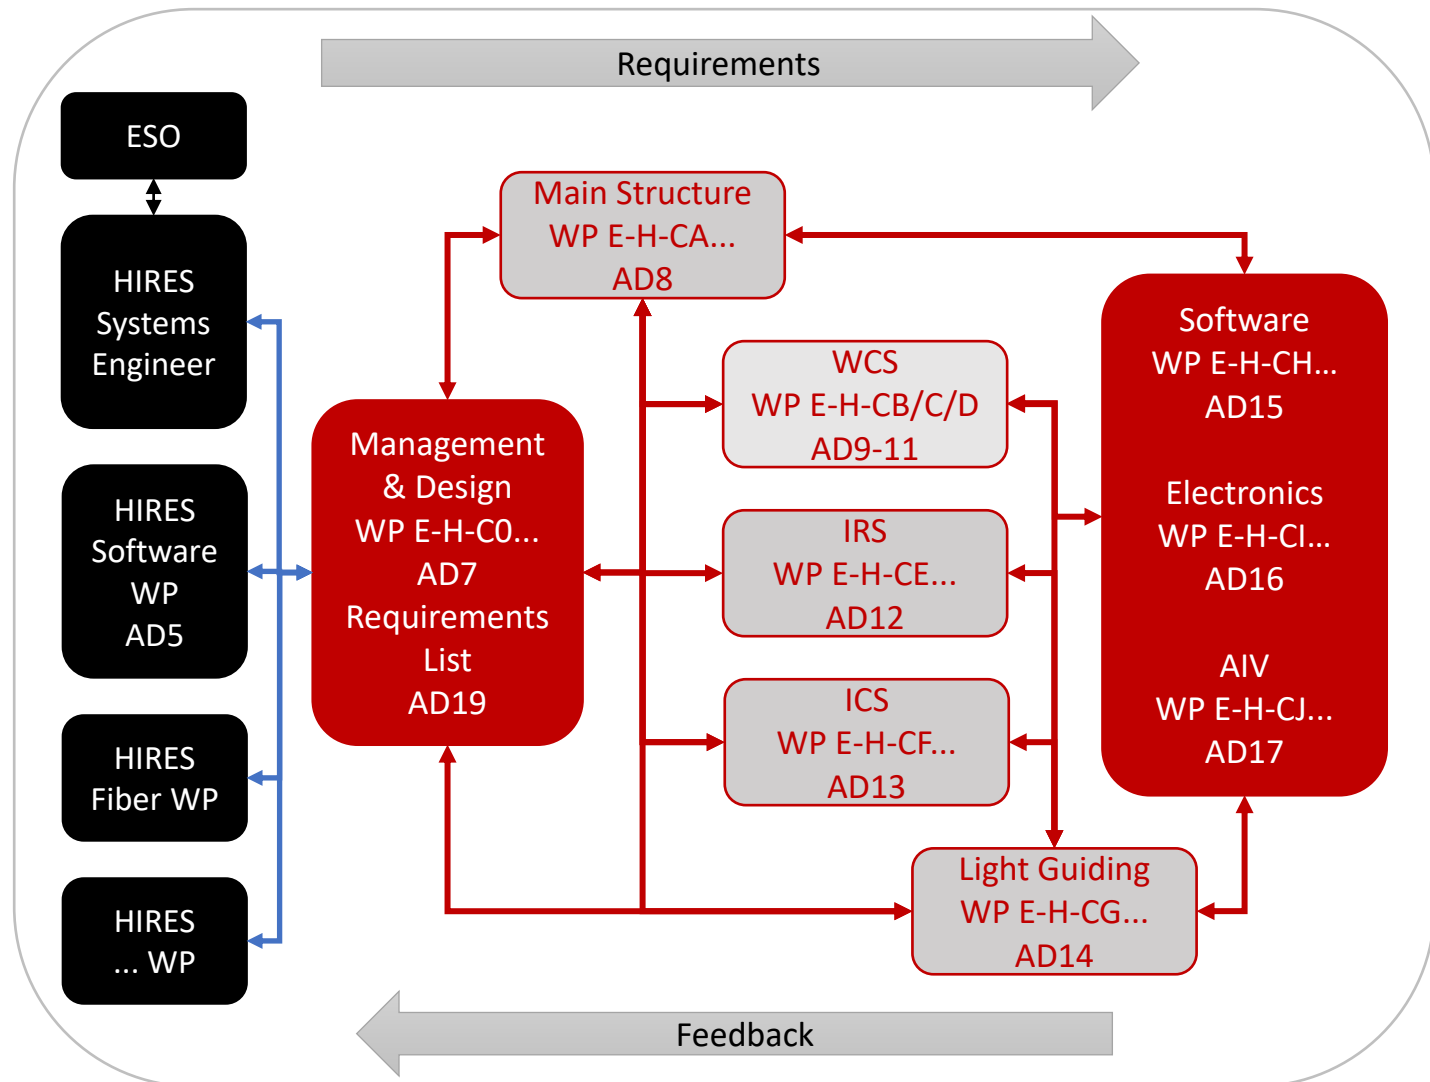 Requirements
ESO
HIRES
Systems
Engineer
HIRES
Software
WP
AD5
HIRES
Fiber WP
HIRES
... WP
Management
& Design
WP E-H-C0...
AD7
Requirements
List
AD19
Main Structure
WP E-H-CA...
AD8
WCS
WP E-H-CB/C/D
AD9-11
IRS
WP E-H-CE...
AD12
ICS
WP E-H-CF...
AD13
Light Guiding
WP E-H-CG...
AD14
Software
WP E-H-CH...
AD15
Electronics
WP E-H-CI...
AD16
AIV
WP E-H-CJ...
AD17
Feedback